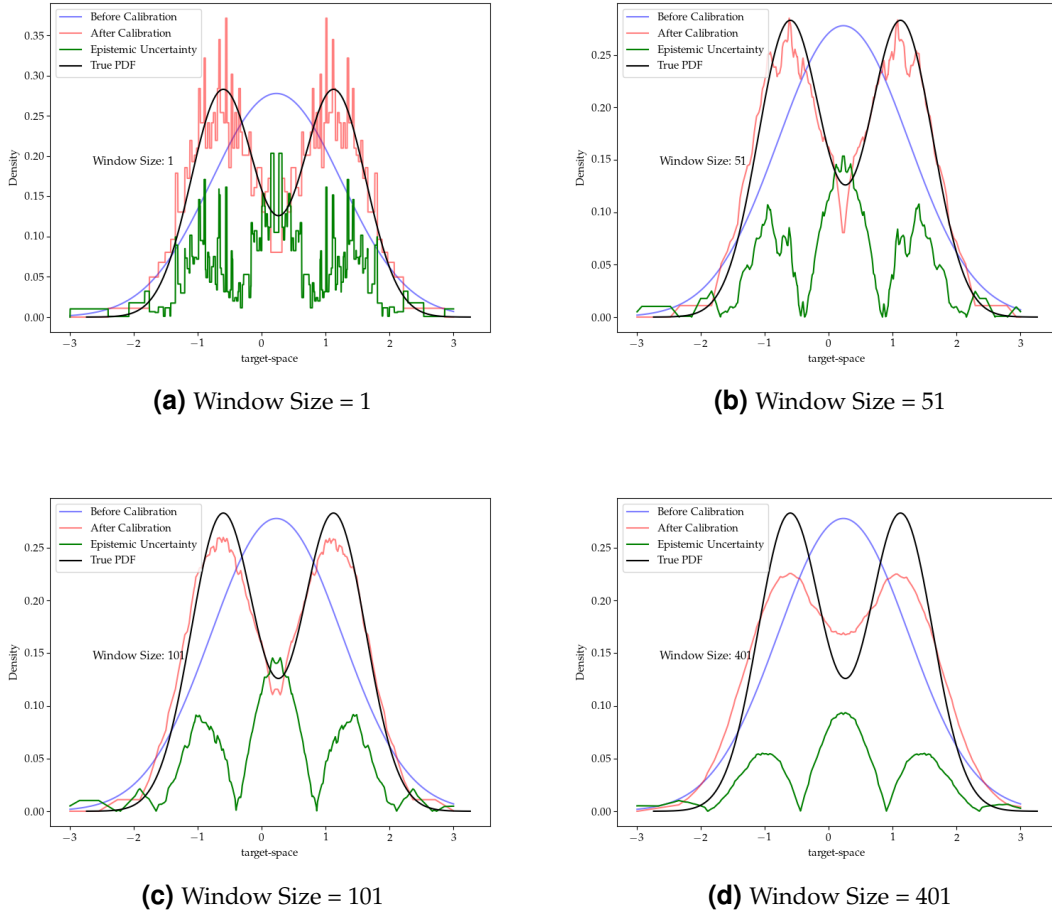 Before Calibration
After Calibration
Epistemic Uncertainty
True PDF
Window Size: 1
Density
0.35
0.30
0.25
0.20
0.15
0.10
0.05
0.00
−3 −2 −1 0 1 2 3
target-space
(a) Window Size = 1
Before Calibration
After Calibration
Epistemic Uncertainty
True PDF
Window Size: 51
Density
0.25
0.20
0.15
0.10
0.05
0.00
−3 −2 −1 0 1 2 3
target-space
(b) Window Size = 51
Before Calibration
After Calibration
Epistemic Uncertainty
True PDF
Window Size: 101
Density
0.25
0.20
0.15
0.10
0.05
0.00
−3 −2 −1 0 1 2 3
target-space
(c) Window Size = 101
Before Calibration
After Calibration
Epistemic Uncertainty
True PDF
Window Size: 401
Density
0.25
0.20
0.15
0.10
0.05
0.00
−3 −2 −1 0 1 2 3
target-space
(d) Window Size = 401